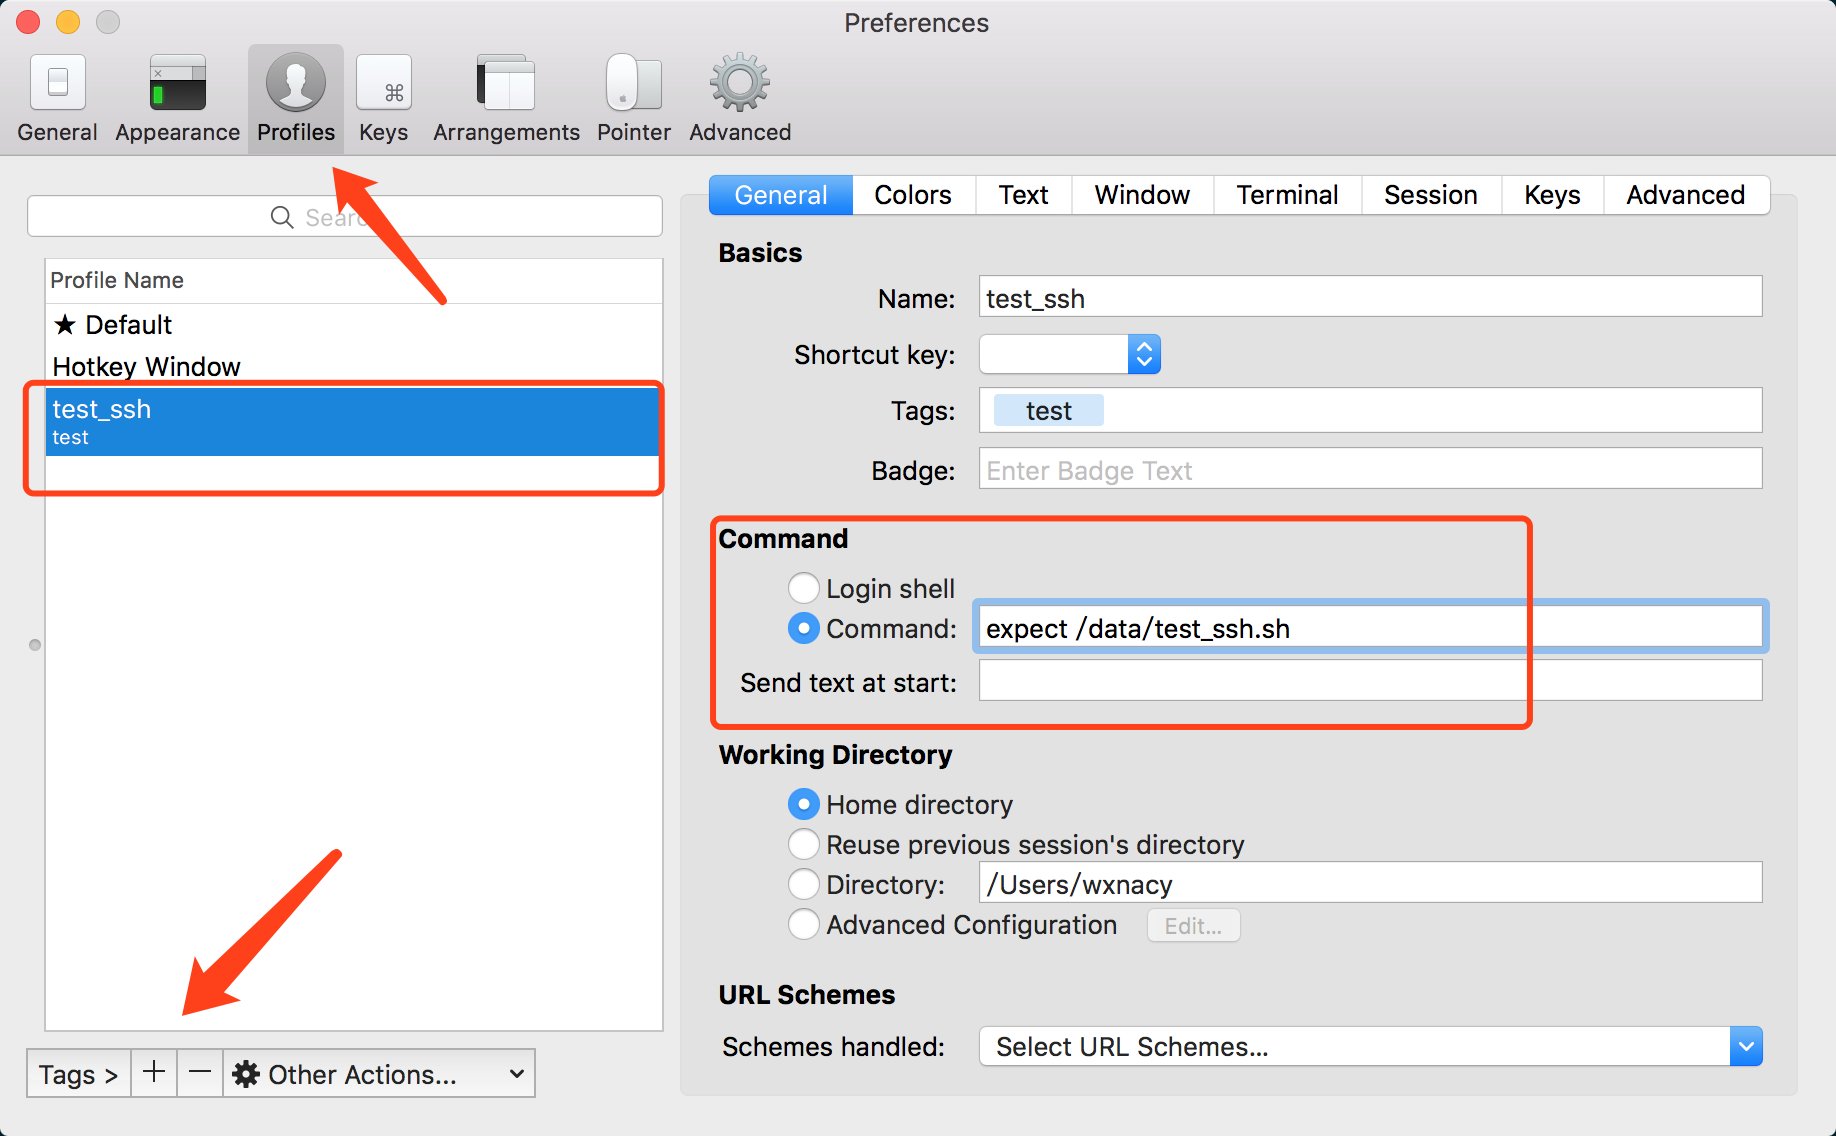 Preferences
General Appearance Profiles Keys Arrangements Pointer Advanced
Search
Profile Name
★ Default
Hotkey Window
test_ssh
test
Tags > + — Other Actions...
General Colors Text Window Terminal Session Keys Advanced
Basics
Name: test_ssh
Shortcut key:
Tags: test
Badge: Enter Badge Text
Command
Login shell
Command: expect /data/test_ssh.sh
Send text at start:
Working Directory
Home directory
Reuse previous session's directory
Directory: /Users/wxnacy
Advanced Configuration Edit...
URL Schemes
Schemes handled: Select URL Schemes...